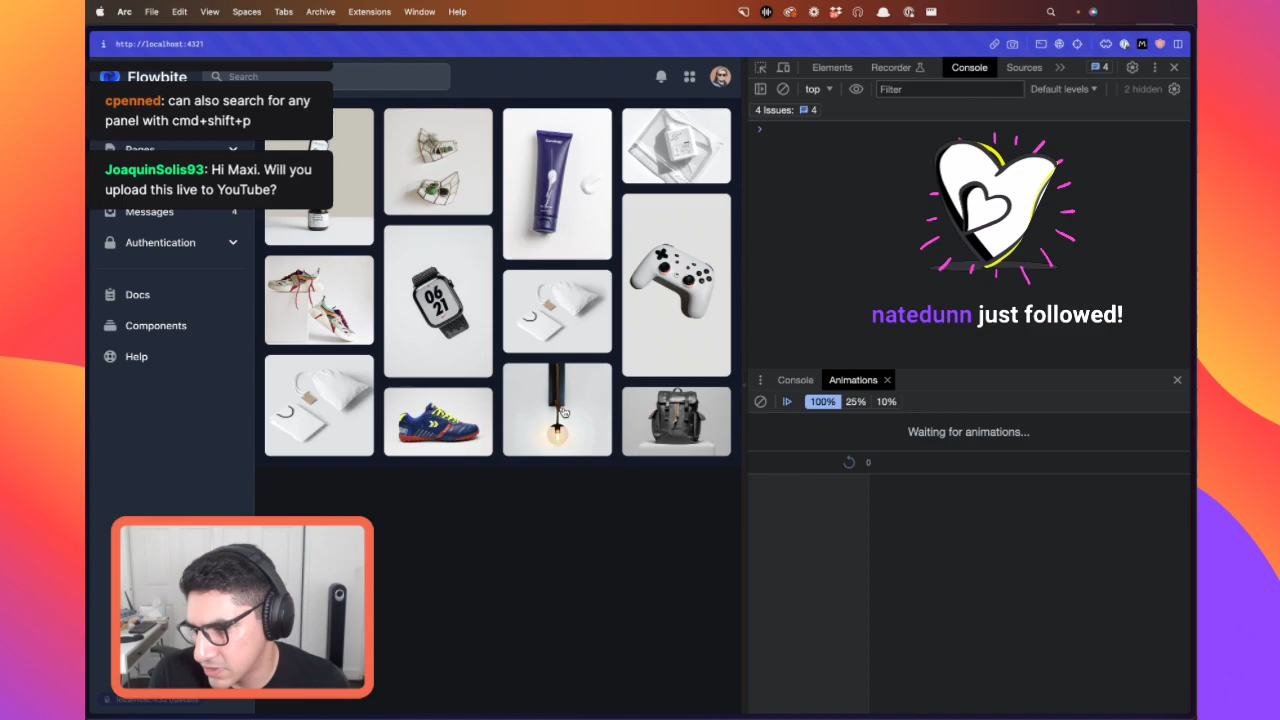 Arc File Edit View Spaces Tabs Archive Extensions Window Help
http://localhost:4321
Flowbite
Search
cpenned: can also search for any
panel with cmd+shift+p
Pages
JoaquinSolis93: Hi Maxi. Will you
upload this live to YouTube?
Messages 4
Authentication
Docs
Components
Help
06
21
Elements Recorder Console Sources 4
top Filter Default levels 2 hidden
4 Issues: 4
natedunn just followed!
Console Animations
100% 25% 10%
Waiting for animations...
0